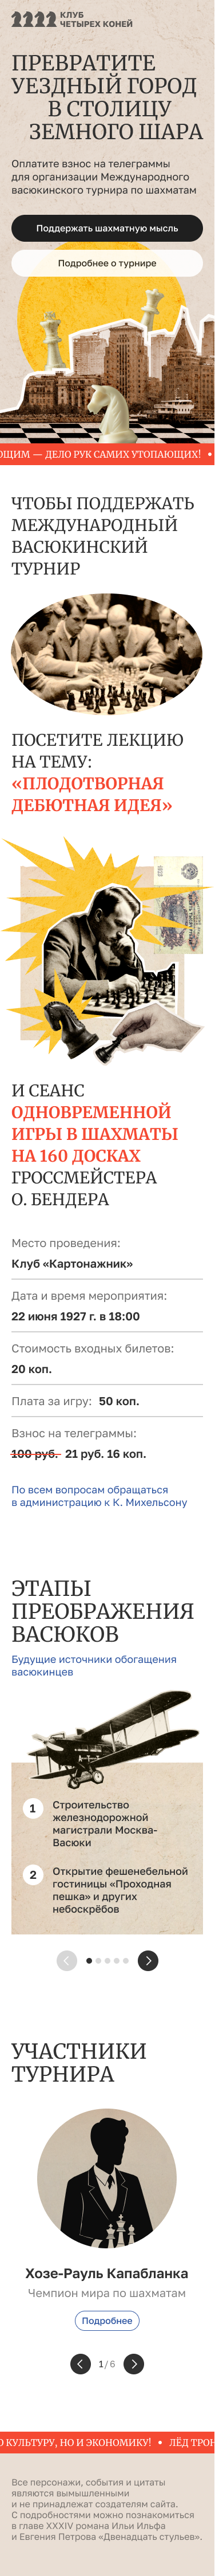 КЛУБ
ЧЕТЫРЕХ КОНЕЙ
ПРЕВРАТИТЕ
УЕЗДНЫЙ ГОРОД
В СТОЛИЦУ
ЗЕМНОГО ШАРА
Оплатите взнос на телеграммы
для организации Международного
васюкинского турнира по шахматам
Поддержать шахматную мысль
Подробнее о турнире
ЮЩИМ — ДЕЛО РУК САМИХ УТОПАЮЩИХ! •
ЧТОБЫ ПОДДЕРЖАТЬ
МЕЖДУНАРОДНЫЙ
ВАСЮКИНСКИЙ
ТУРНИР
ПОСЕТИТЕ ЛЕКЦИЮ
НА ТЕМУ:
«ПЛОДОТВОРНАЯ
ДЕБЮТНАЯ ИДЕЯ»
И СЕАНС
ОДНОВРЕМЕННОЙ
ИГРЫ В ШАХМАТЫ
НА 160 ДОСКАХ
ГРОССМЕЙСТЕРА
О. БЕНДЕРА
Место проведения:
Клуб «Картонажник»
Дата и время мероприятия:
22 июня 1927 г. в 18:00
Стоимость входных билетов:
20 коп.
Плата за игру: 50 коп.
Взнос на телеграммы:
100 руб. 21 руб. 16 коп.
По всем вопросам обращаться
в администрацию к К. Михельсону
ЭТАПЫ
ПРЕОБРАЖЕНИЯ
ВАСЮКОВ
Будущие источники обогащения
васюкинцев
1 Строительство
железнодорожной
магистрали Москва-
Васюки
2 Открытие фешенебельной
гостиницы «Проходная
пешка» и других
небоскрёбов
УЧАСТНИКИ
ТУРНИРА
Хозе-Рауль Капабланка
Чемпион мира по шахматам
Подробнее
1 / 6
О КУЛЬТУРУ, НО И ЭКОНОМИКУ! • ЛЁД ТРОН
Все персонажи, события и цитаты
являются вымышленными
и не принадлежат создателям сайта.
С подробностями можно познакомиться
в главе XXXIV романа Ильи Ильфа
и Евгения Петрова «Двенадцать стульев».